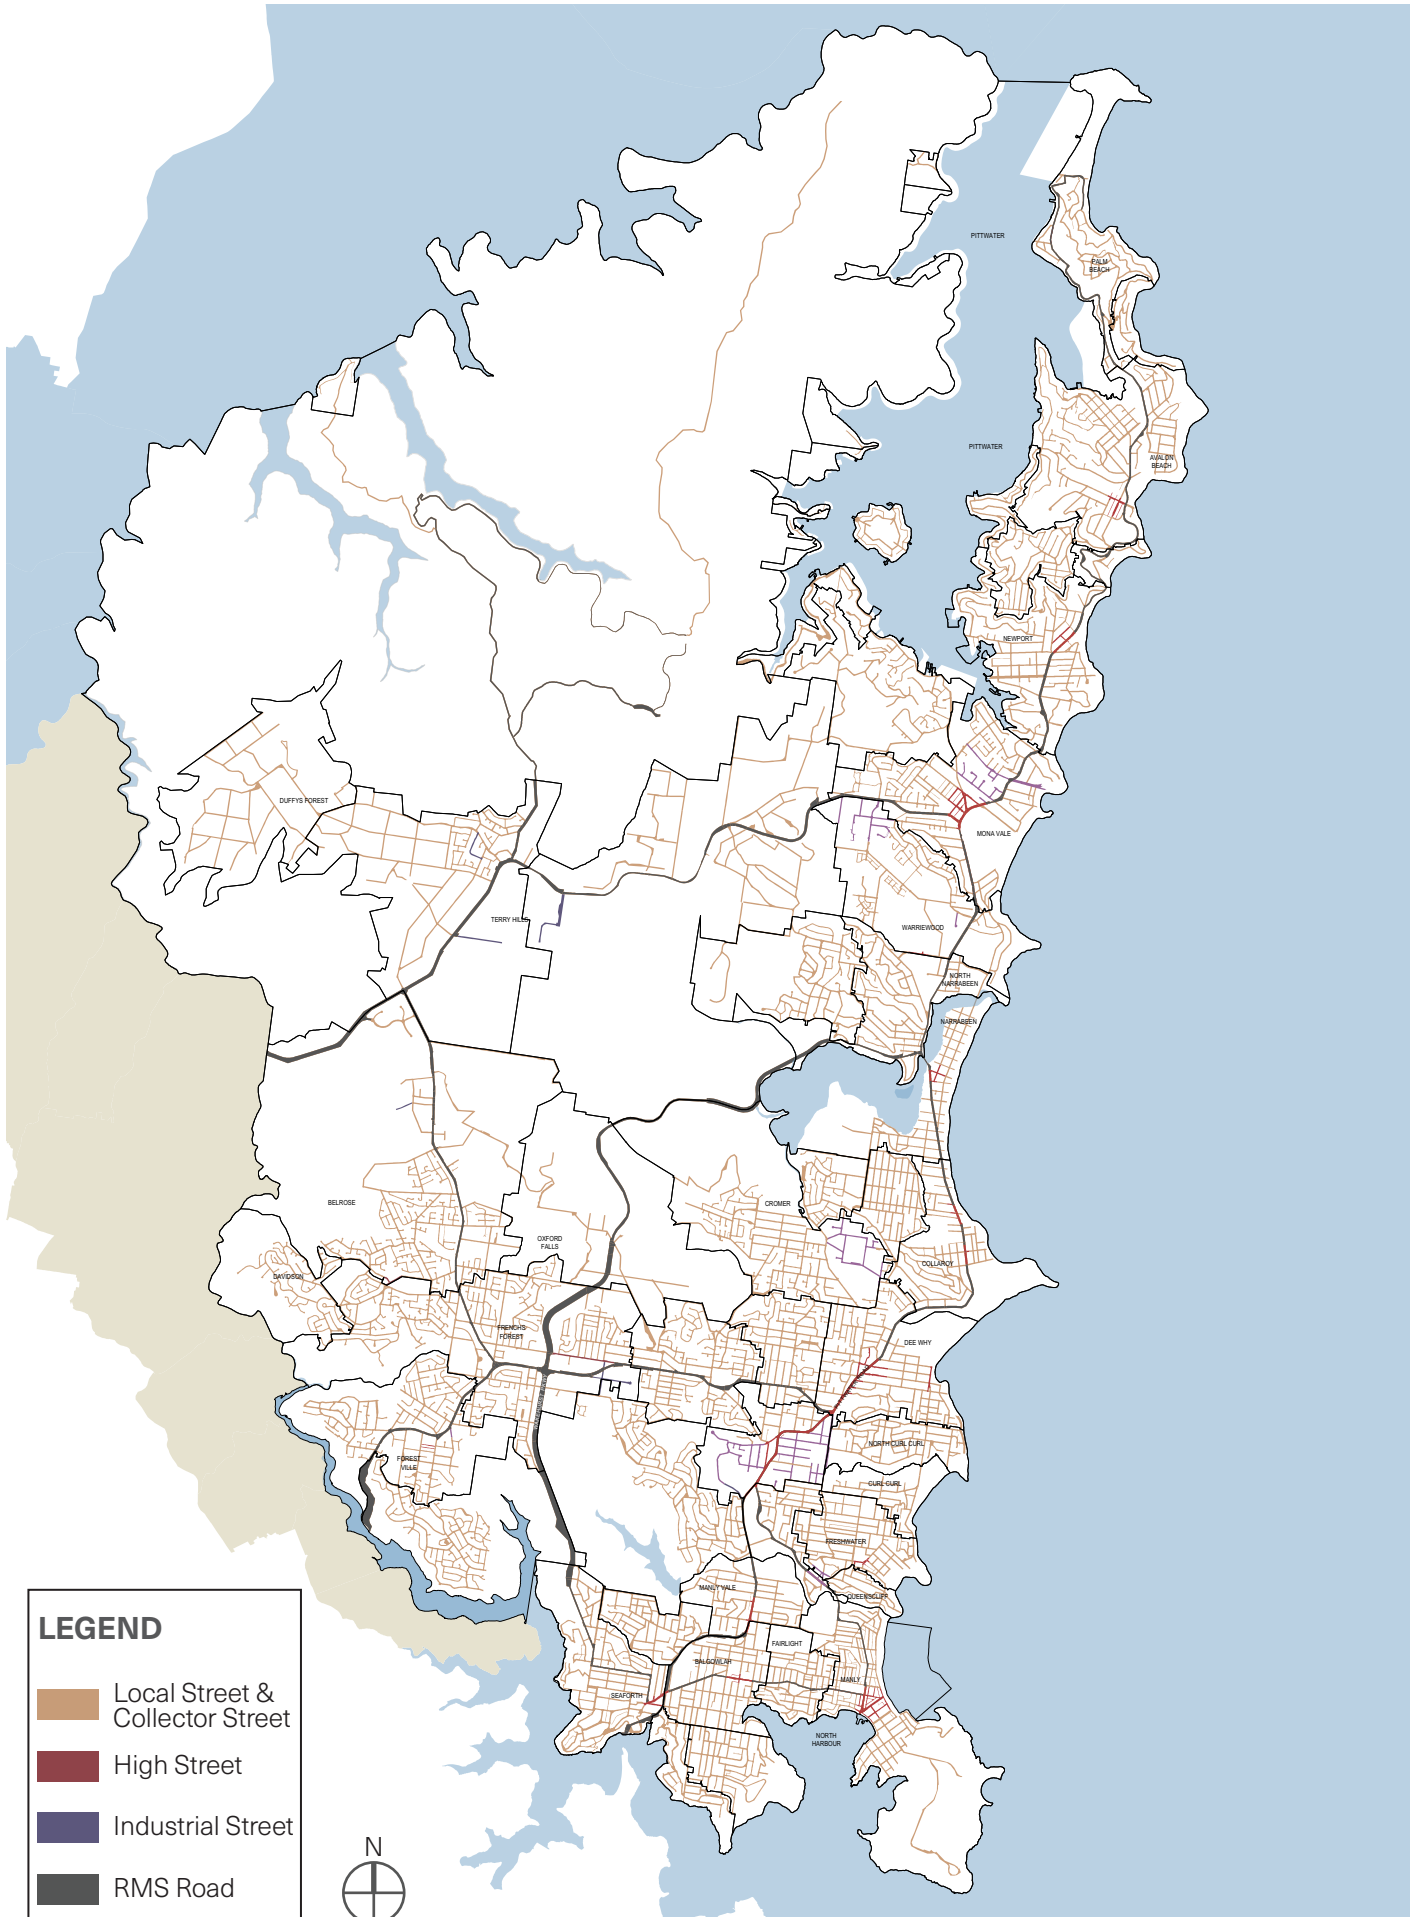 PITTWATER
PALM
BEACH
PITTWATER
AVALON
BEACH
NEWPORT
DUFFYS FOREST
MONA VALE
TERRY HILLS
WARRIEWOOD
NORTH
NARRABEEN
NARRABEEN
BELROSE
CROMER
OXFORD
FALLS
COLLAROY
DAVIDSON
FRENCHS
FOREST
DEE WHY
NORTH CURL CURL
FOREST
VILLE
CURL CURL
FRESHWATER
MANLY VALE
QUEENSCLIFF
FAIRLIGHT
BALGOWLAH
MANLY
SEAFORTH
NORTH
HARBOUR
LEGEND
Local Street &
Collector Street
High Street
Industrial Street
RMS Road
N